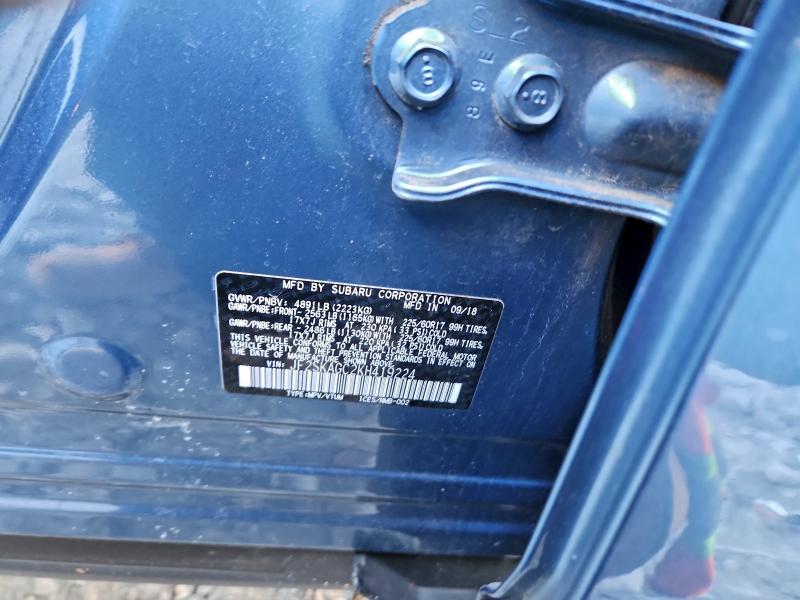 S_2
89E
8
8
MFD BY SUBARU CORPORATION
GVWR/PNBV: 4891LB(2223KG) MFD IN 09/18
GAWR/PNBE:FRONT- 2563LB(1165KG)WITH 225/60R17 99H TIRES,
17X7J RIMS AT 230 KPA(33 PSI)COLD
GAWR/PNBE:REAR- 2486LB(1130KG)WITH 225/60R17 99H TIRES,
17X7J RIMS AT 220 KPA(32 PSI)COLD
THIS VEHICLE CONFORMS TO ALL APPLICABLE FEDERAL MOTOR
VEHICLE SAFETY AND THEFT PREVENTION STANDARDS IN EFFECT
ON THE DATE OF MANUFACTURE SHOWN ABOVE.
VIN: JF2SKAGC2KH419224
TYPE:MPV/VTUM ICES/NMB-002